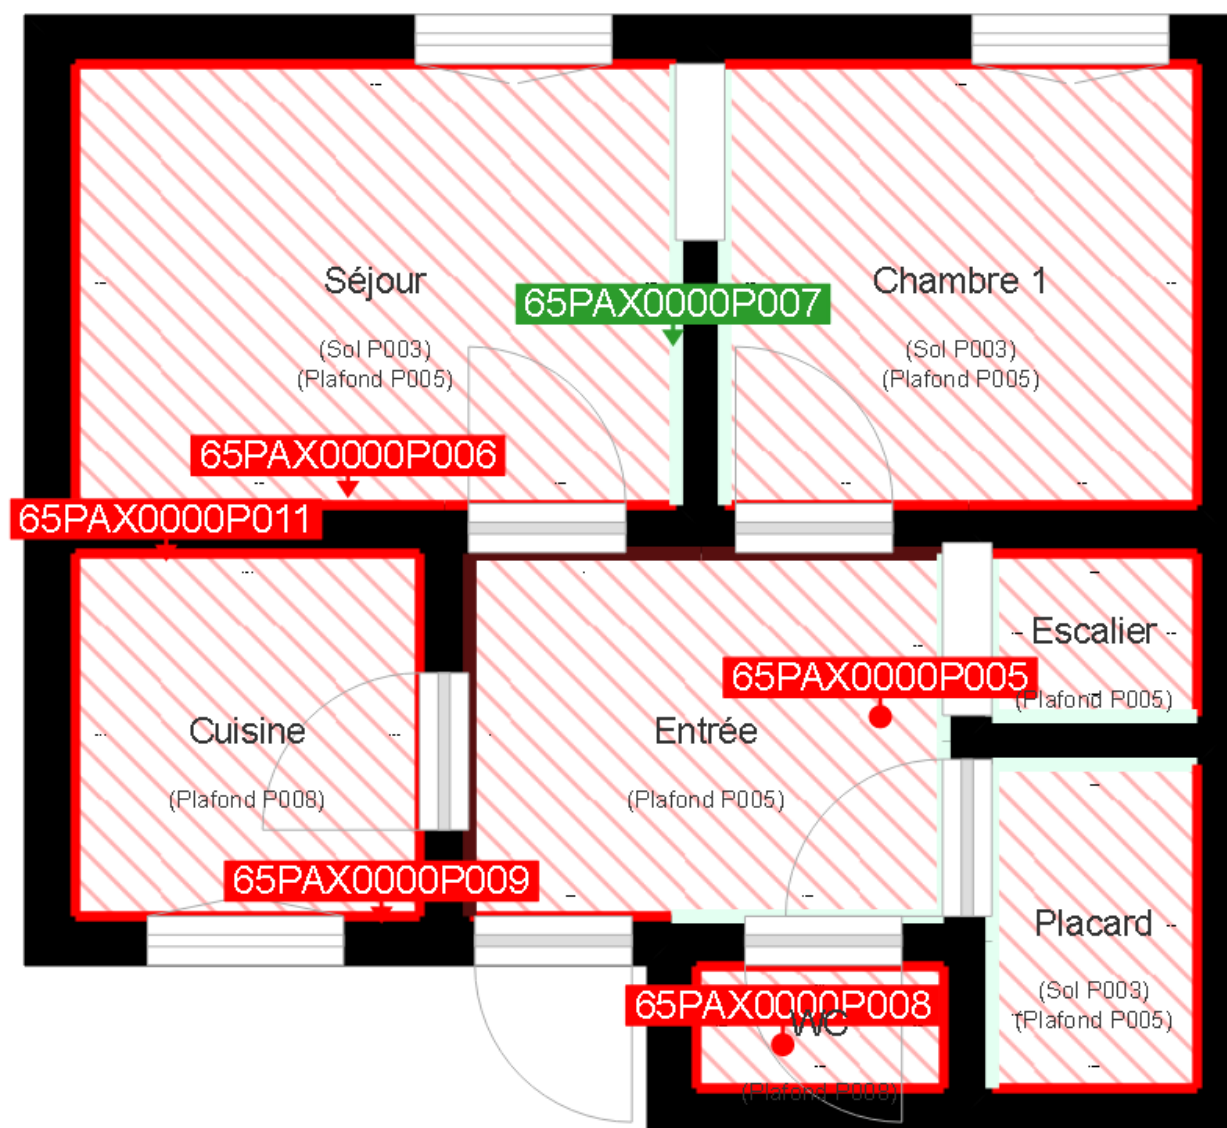 Séjour
Chambre 1
65PAX0000P007
(Sol P003)
(Plafond P005)
(Sol P003)
(Plafond P005)
65PAX0000P006
65PAX0000P011
Escalier
65PAX0000P005
(Plafond P005)
Cuisine
Entrée
(Plafond P008)
(Plafond P005)
65PAX0000P009
Placard
(Sol P003)
(Plafond P005)
65PAX0000P008
WC
(Plafond P008)